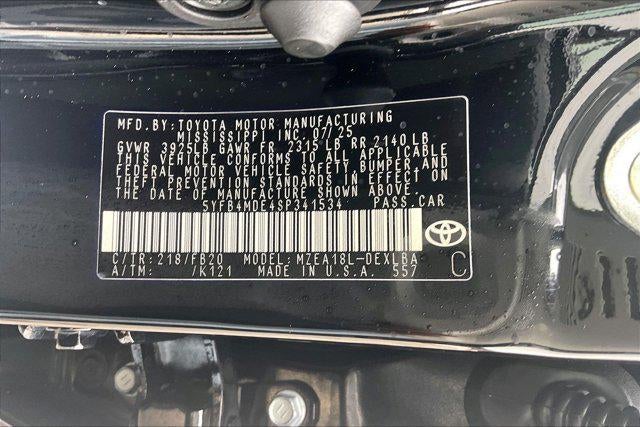 MFD.BY:TOYOTA MOTOR MANUFACTURING
MISSISSIPPI INC.07/25
GVWR 3925LB GAWR FR 2315 LB RR 2140 LB
THIS VEHICLE CONFORMS TO ALL APPLICABLE
FEDERAL MOTOR VEHICLE SAFETY, BUMPER,AND
THEFT PREVENTION STANDARDS IN EFFECT ON
THE DATE OF MANUFACTURE SHOWN ABOVE.
5YFB4MDE4SP341534 PASS.CAR
C/TR:218/FB20 MODEL:MZEA18L-DEXLBA
A/TM: /K121 MADE IN U.S.A. 557 C